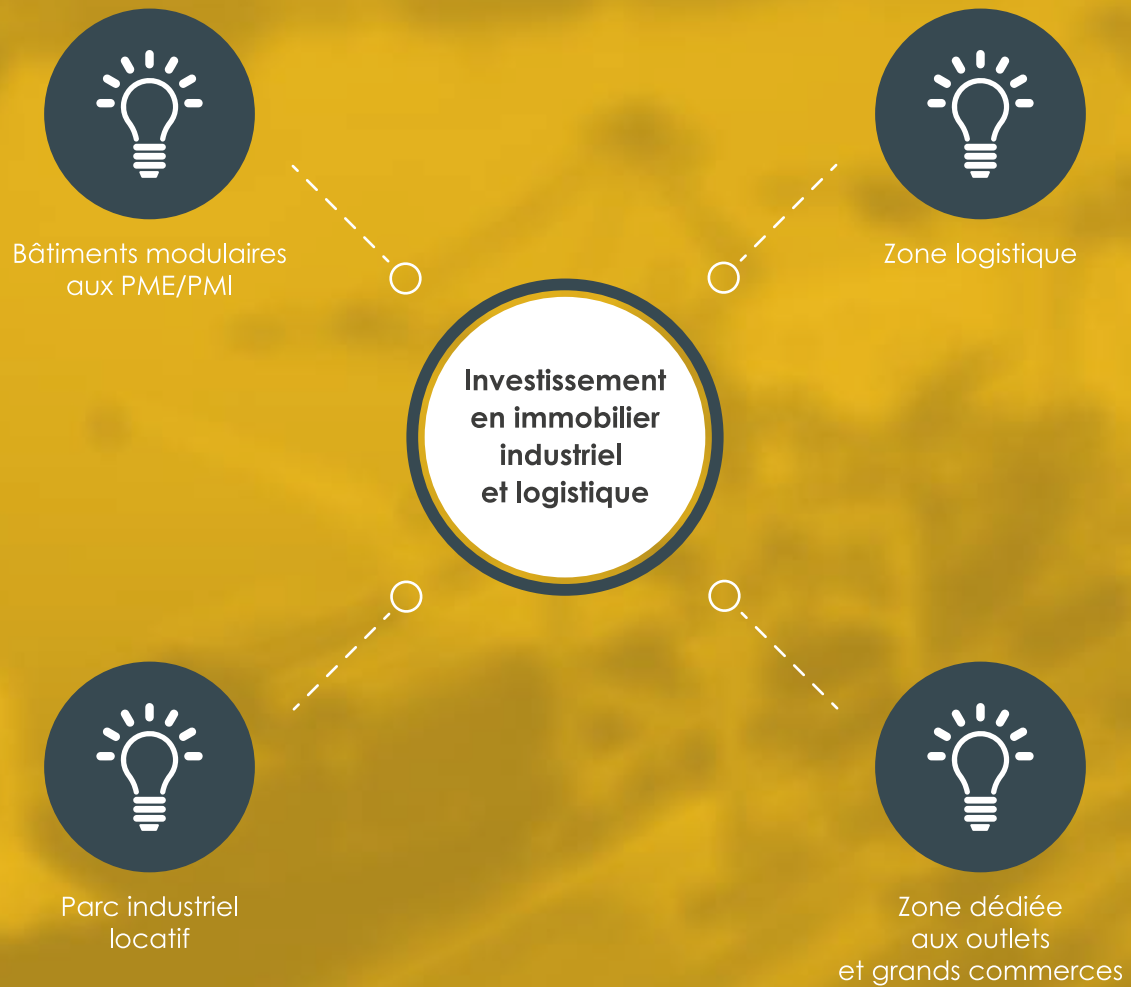 Bâtiments modulaires
aux PME/PMI
Zone logistique
Investissement
en immobilier
industriel
et logistique
Parc industriel
locatif
Zone dédiée
aux outlets
et grands commerces